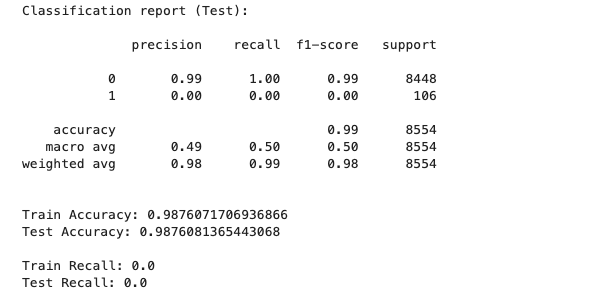 Classification report (Test):
precision recall f1-score support
0 0.99 1.00 0.99 8448
1 0.00 0.00 0.00 106
accuracy 0.99 8554
macro avg 0.49 0.50 0.50 8554
weighted avg 0.98 0.99 0.98 8554
Train Accuracy: 0.9876071706936866
Test Accuracy: 0.9876081365443068
Train Recall: 0.0
Test Recall: 0.0